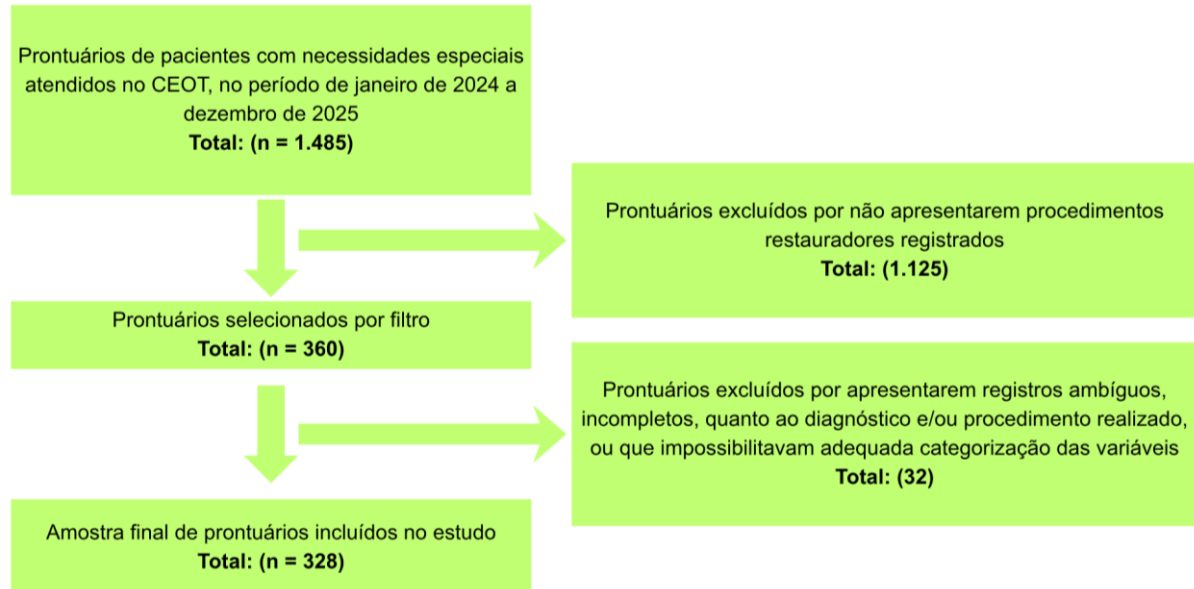 Prontuários de pacientes com necessidades especiais
atendidos no CEOT, no período de janeiro de 2024 a
dezembro de 2025
Total: (n = 1.485)
Prontuários excluídos por não apresentarem procedimentos
restauradores registrados
Total: (1.125)
Prontuários selecionados por filtro
Total: (n = 360)
Prontuários excluídos por apresentarem registros ambíguos,
incompletos, quanto ao diagnóstico e/ou procedimento realizado,
ou que impossibilitavam adequada categorização das variáveis
Total: (32)
Amostra final de prontuários incluídos no estudo
Total: (n = 328)